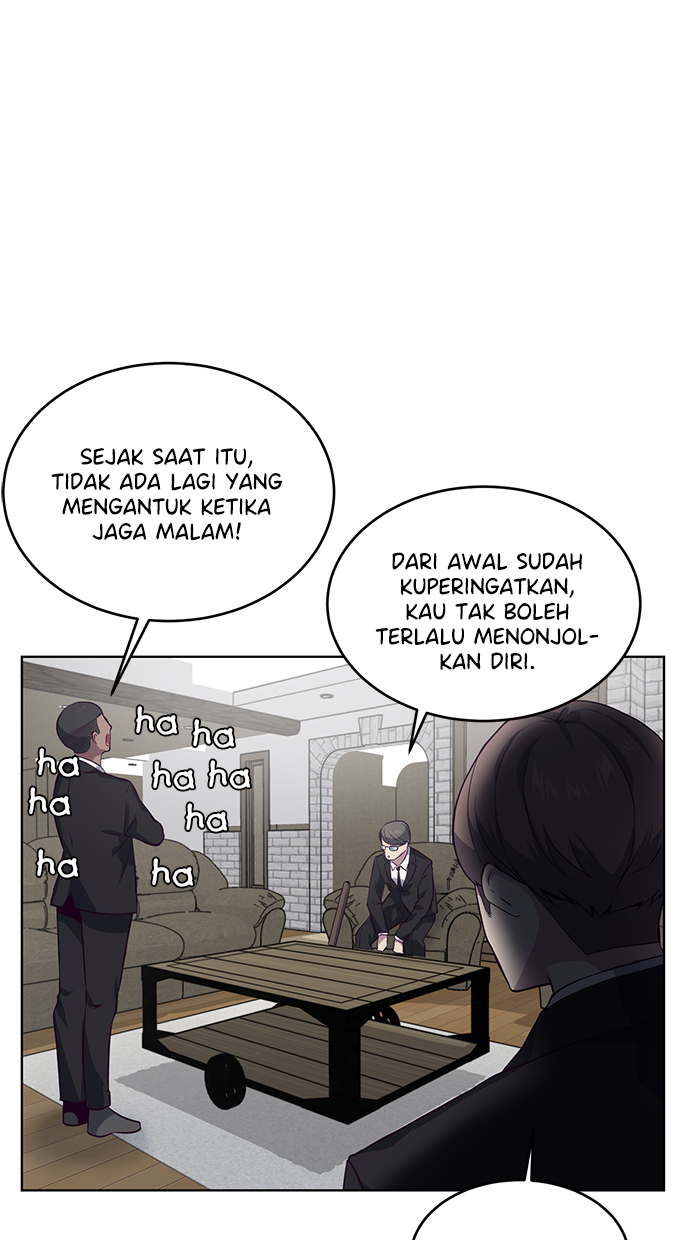 SEJAK SAAT ITU,
TIDAK ADA LAGI YANG
MENGANTUK KETIKA
JAGA MALAM!
DARI AWAL SUDAH
KUPERINGATKAN,
KAU TAK BOLEH
TERLALU MENONJOL-
KAN DIRI.
ha ha
ha ha ha
ha ha
ha ha